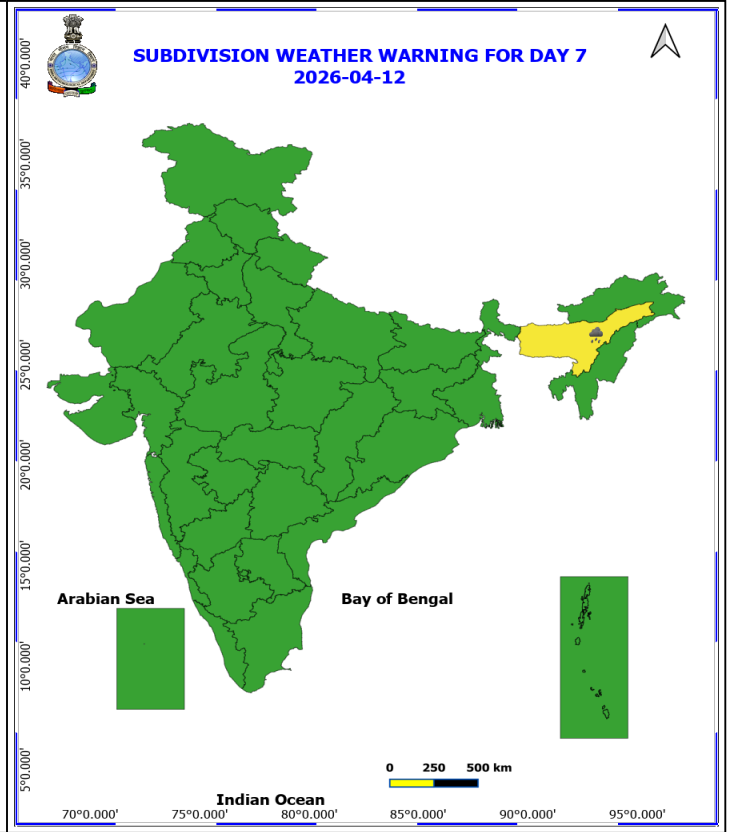 SUBDIVISION WEATHER WARNING FOR DAY 7
2026-04-12
40°0.000'
35°0.000'
30°0.000'
25°0.000'
20°0.000'
15°0.000'
10°0.000'
5°0.000'
Arabian Sea
Bay of Bengal
0 250 500 km
Indian Ocean
70°0.000' 75°0.000' 80°0.000' 85°0.000' 90°0.000' 95°0.000'